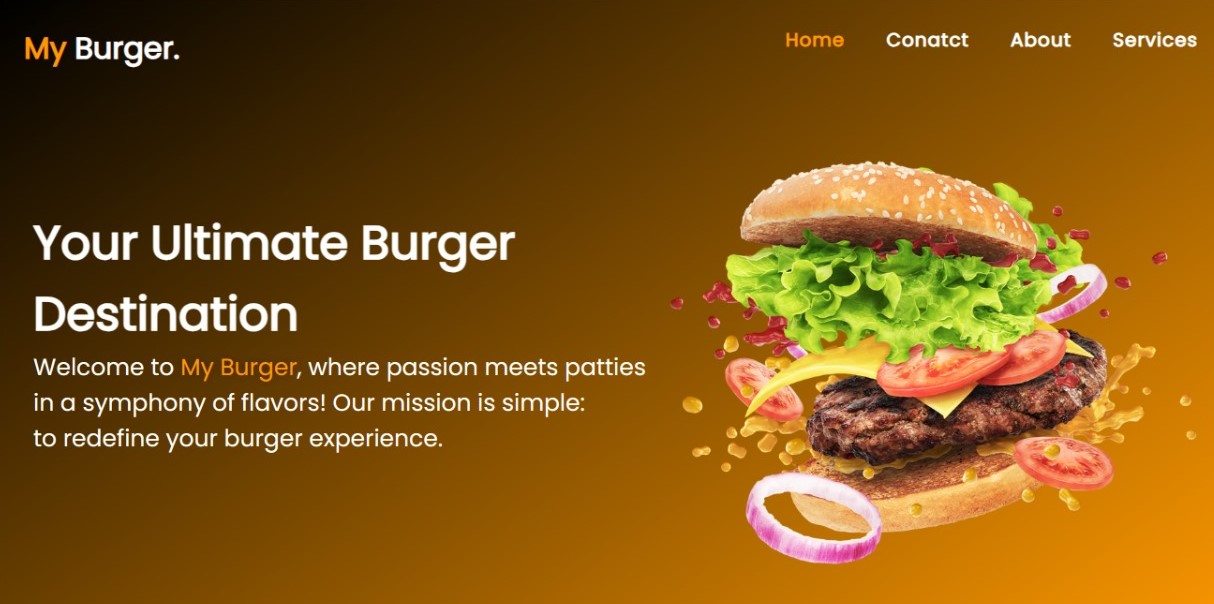 My Burger.
Home Conatct About Services
Your Ultimate Burger
Destination
Welcome to My Burger, where passion meets patties
in a symphony of flavors! Our mission is simple:
to redefine your burger experience.